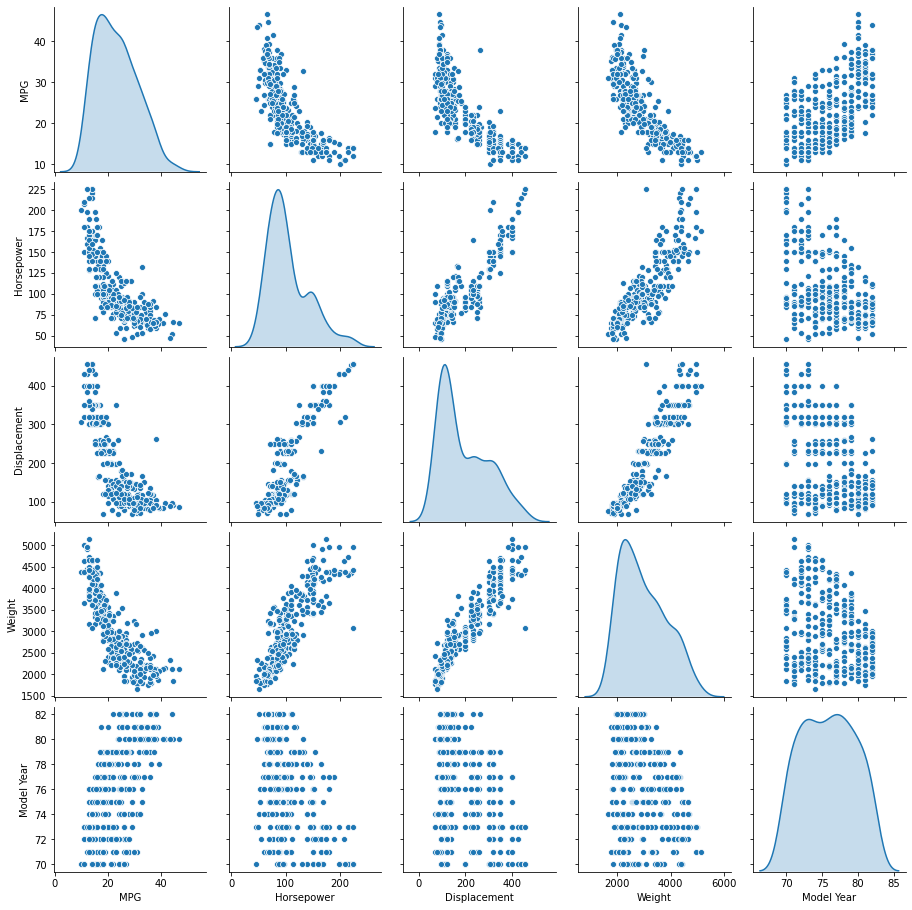 MPG
40
30
20
10
Horsepower
225
200
175
150
125
100
75
50
Displacement
400
300
200
100
Weight
5000
4500
4000
3500
3000
2500
2000
1500
Model Year
82
80
78
76
74
72
70
0 20 40
0 100 200
0 200 400
2000 4000 6000
70 75 80 85
MPG Horsepower Displacement Weight Model Year